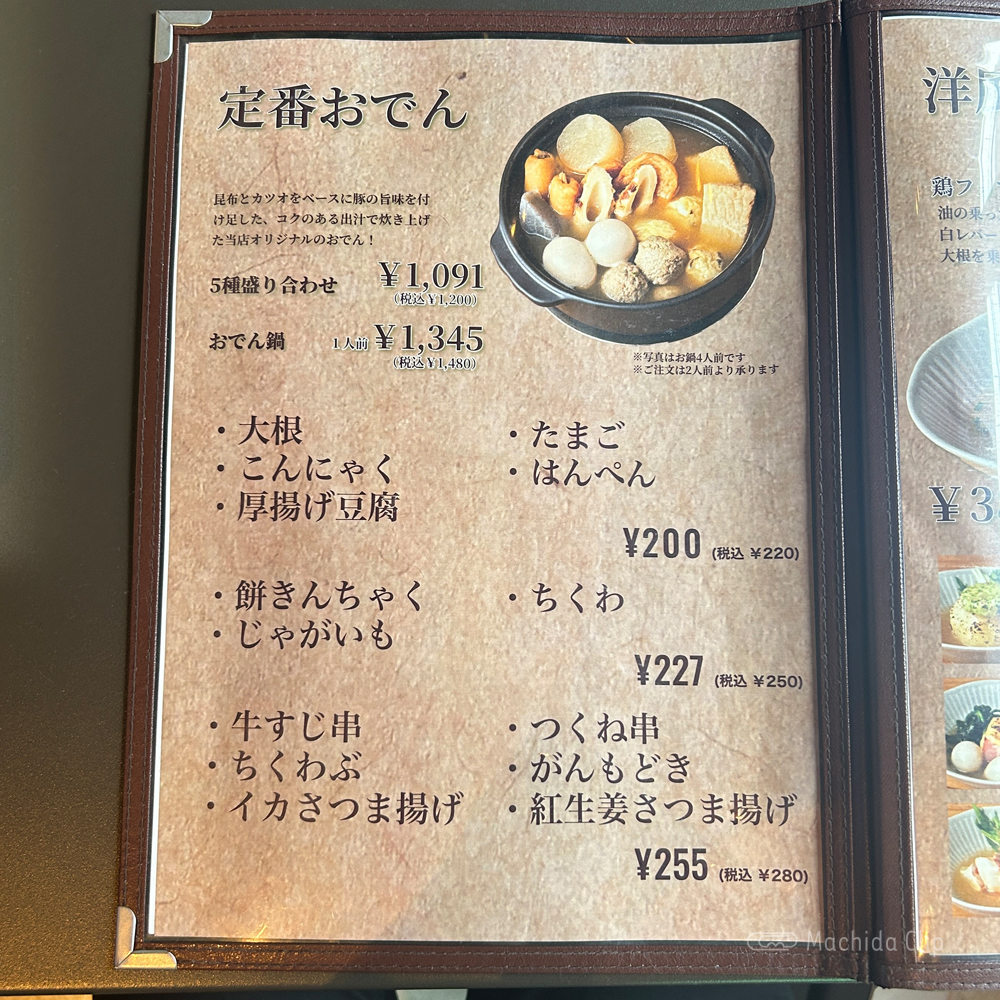 定番おでん
昆布とカツオをベースに豚の旨味を付
け足した、コクのある出汁で炊き上げ
た当店オリジナルのおでん！
5種盛り合わせ ¥1,091
(税込¥1,200)
おでん鍋 1人前 ¥1,345
(税込¥1,480)
※写真はお鍋4人前です
※ご注文は2人前より承ります
・大根 ・たまご
・こんにゃく ・はんぺん
・厚揚げ豆腐
¥200 (税込 ¥220)
・餅きんちゃく ・ちくわ
・じゃがいも
¥227 (税込 ¥250)
・牛すじ串 ・つくね串
・ちくわぶ ・がんもどき
・イカさつま揚げ ・紅生姜さつま揚げ
¥255 (税込 ¥280)
洋
鶏フ
油の乗っ
白レバー
大根を
¥3
Machida Clip